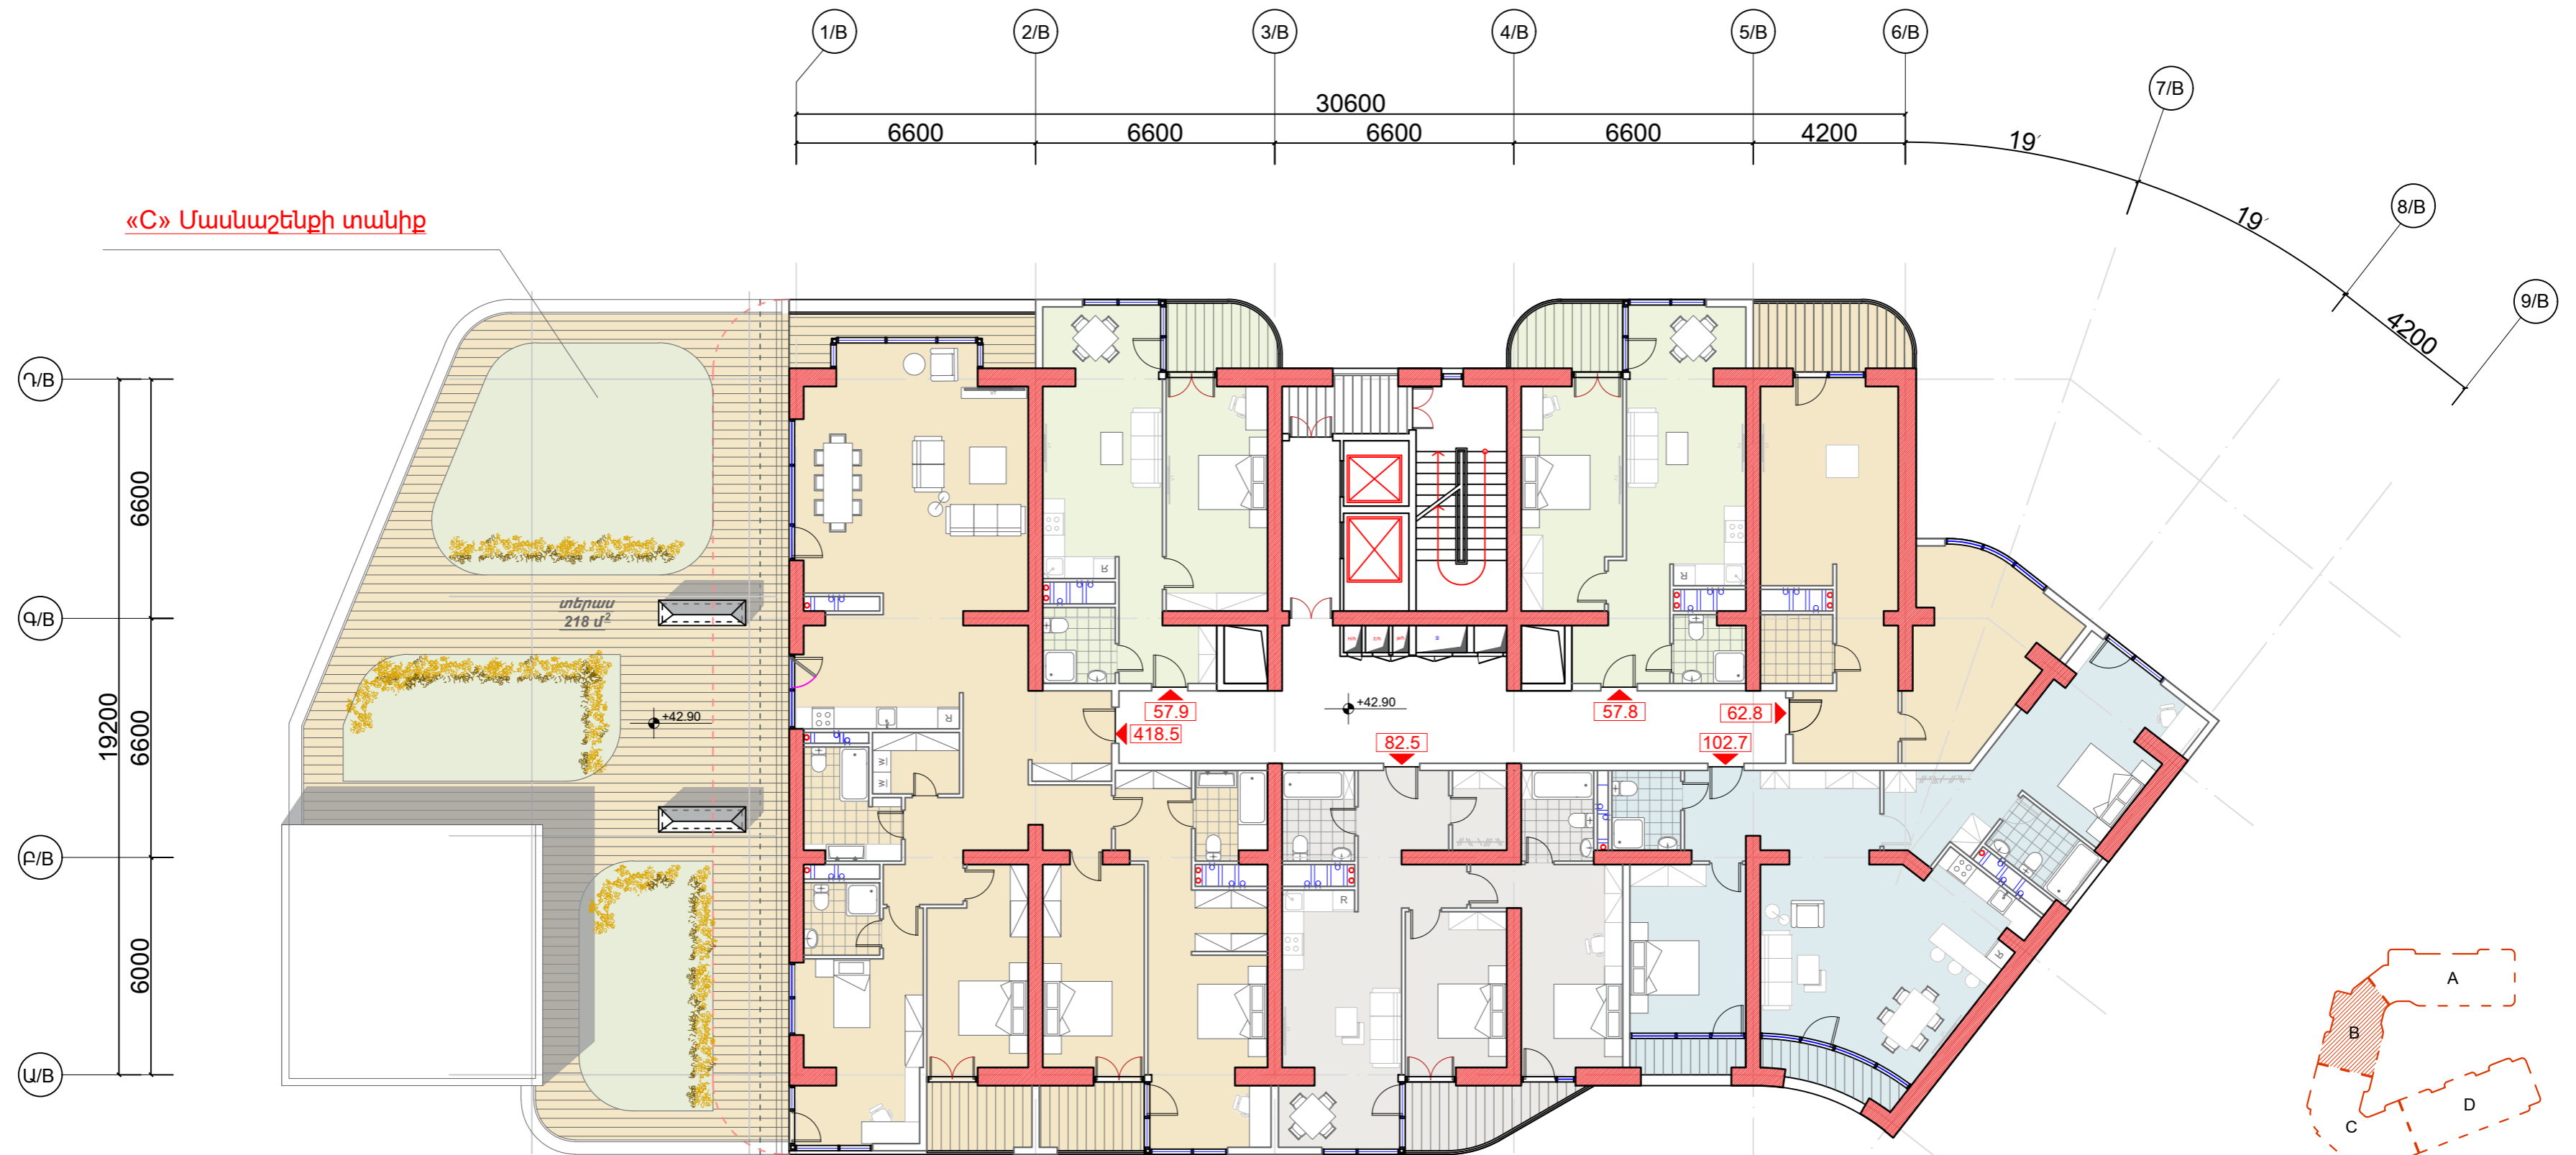 1/B
2/B
3/B
4/B
5/B
6/B
7/B
8/B
9/B
30600
6600
6600
6600
6600
4200
19՛
19՛
4200
«C» Մասնաշենքի տանիք
Դ/B
Գ/B
Բ/B
Ա/B
19200
6600
6600
6000
տերաս
218 մ²
+42.90
+42.90
57.9
418.5
57.8
62.8
82.5
102.7
R
R
R
R
R
W
W
A
B
C
D